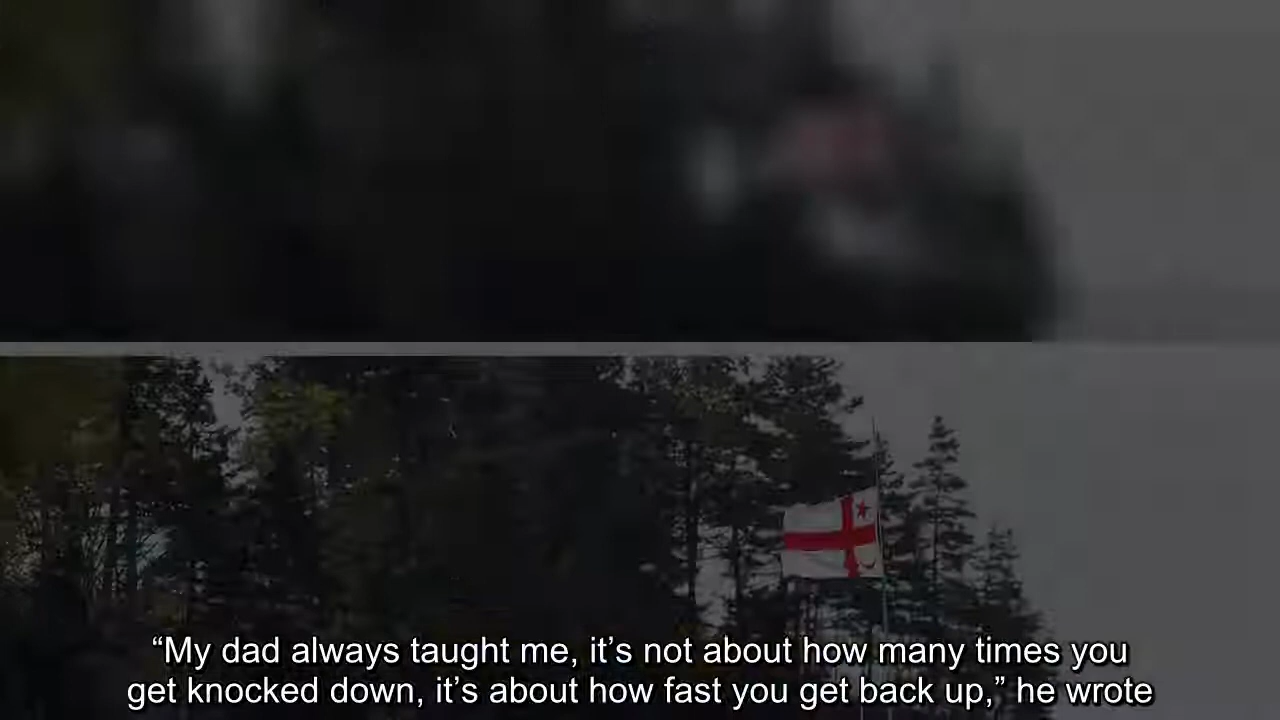 “My dad always taught me, it’s not about how many times you
get knocked down, it’s about how fast you get back up,” he wrote